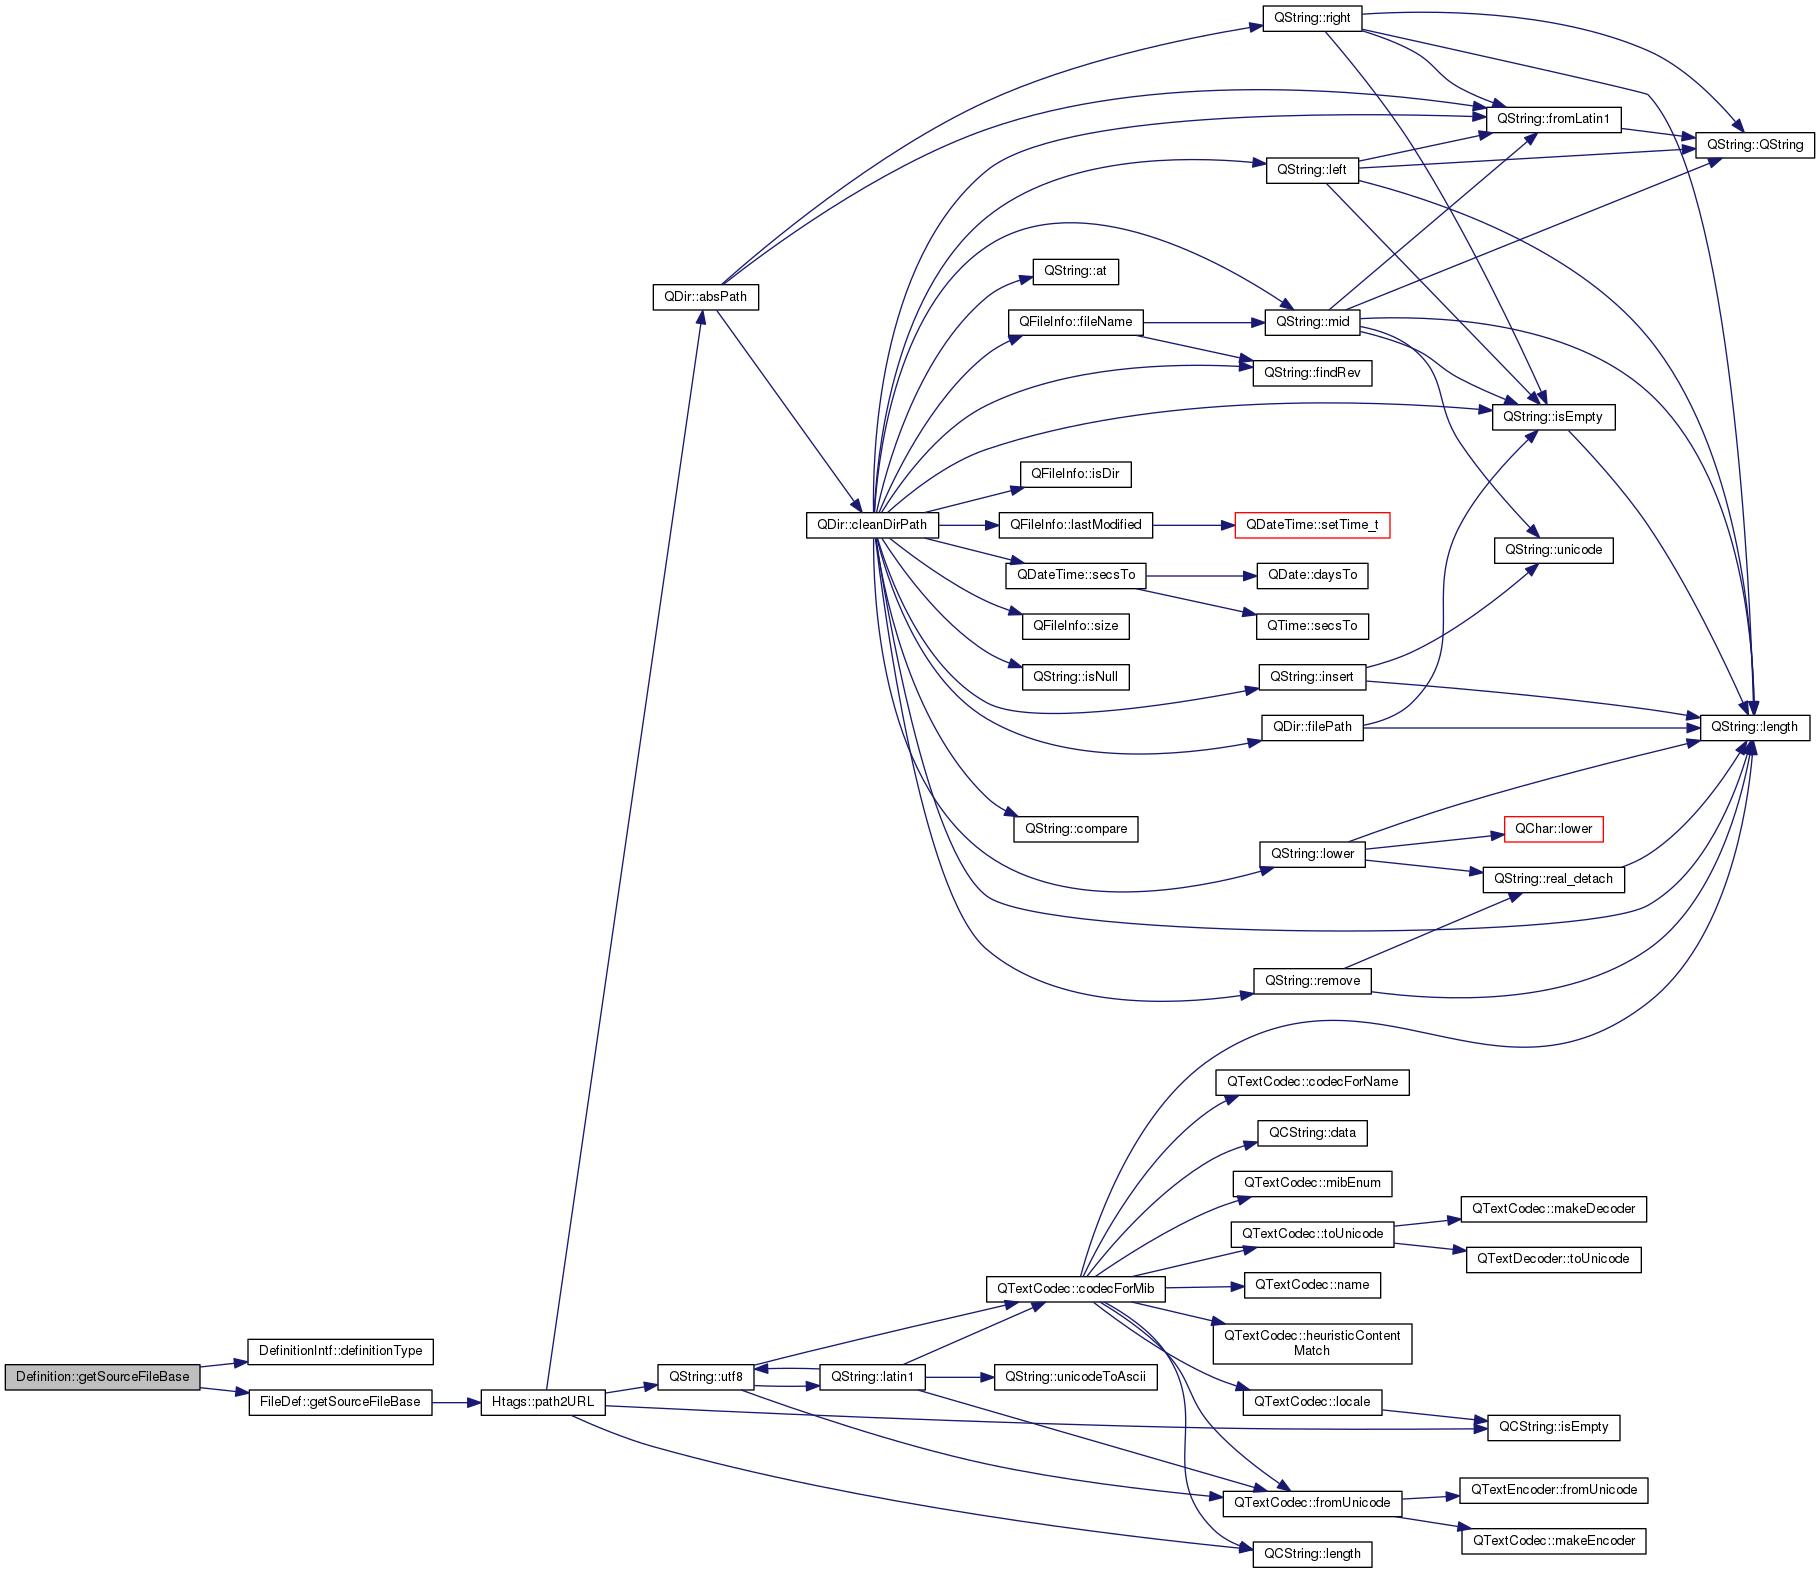 QString::right
QString::fromLatin1
QString::QString
QString::left
QString::at
QDir::absPath
QFileInfo::fileName
QString::mid
QString::findRev
QString::isEmpty
QFileInfo::isDir
QDir::cleanDirPath
QFileInfo::lastModified
QDateTime::setTime_t
QString::unicode
QDateTime::secsTo
QDate::daysTo
QFileInfo::size
QTime::secsTo
QString::isNull
QString::insert
QDir::filePath
QString::length
QString::compare
QChar::lower
QString::lower
QString::real_detach
QString::remove
QTextCodec::codecForName
QCString::data
QTextCodec::mibEnum
QTextCodec::makeDecoder
QTextCodec::toUnicode
QTextDecoder::toUnicode
QTextCodec::codecForMib
QTextCodec::name
QTextCodec::heuristicContent
Match
DefinitionIntf::definitionType
Definition::getSourceFileBase
QString::utf8
QString::latin1
QString::unicodeToAscii
FileDef::getSourceFileBase
Htags::path2URL
QTextCodec::locale
QCString::isEmpty
QTextEncoder::fromUnicode
QTextCodec::fromUnicode
QTextCodec::makeEncoder
QCString::length